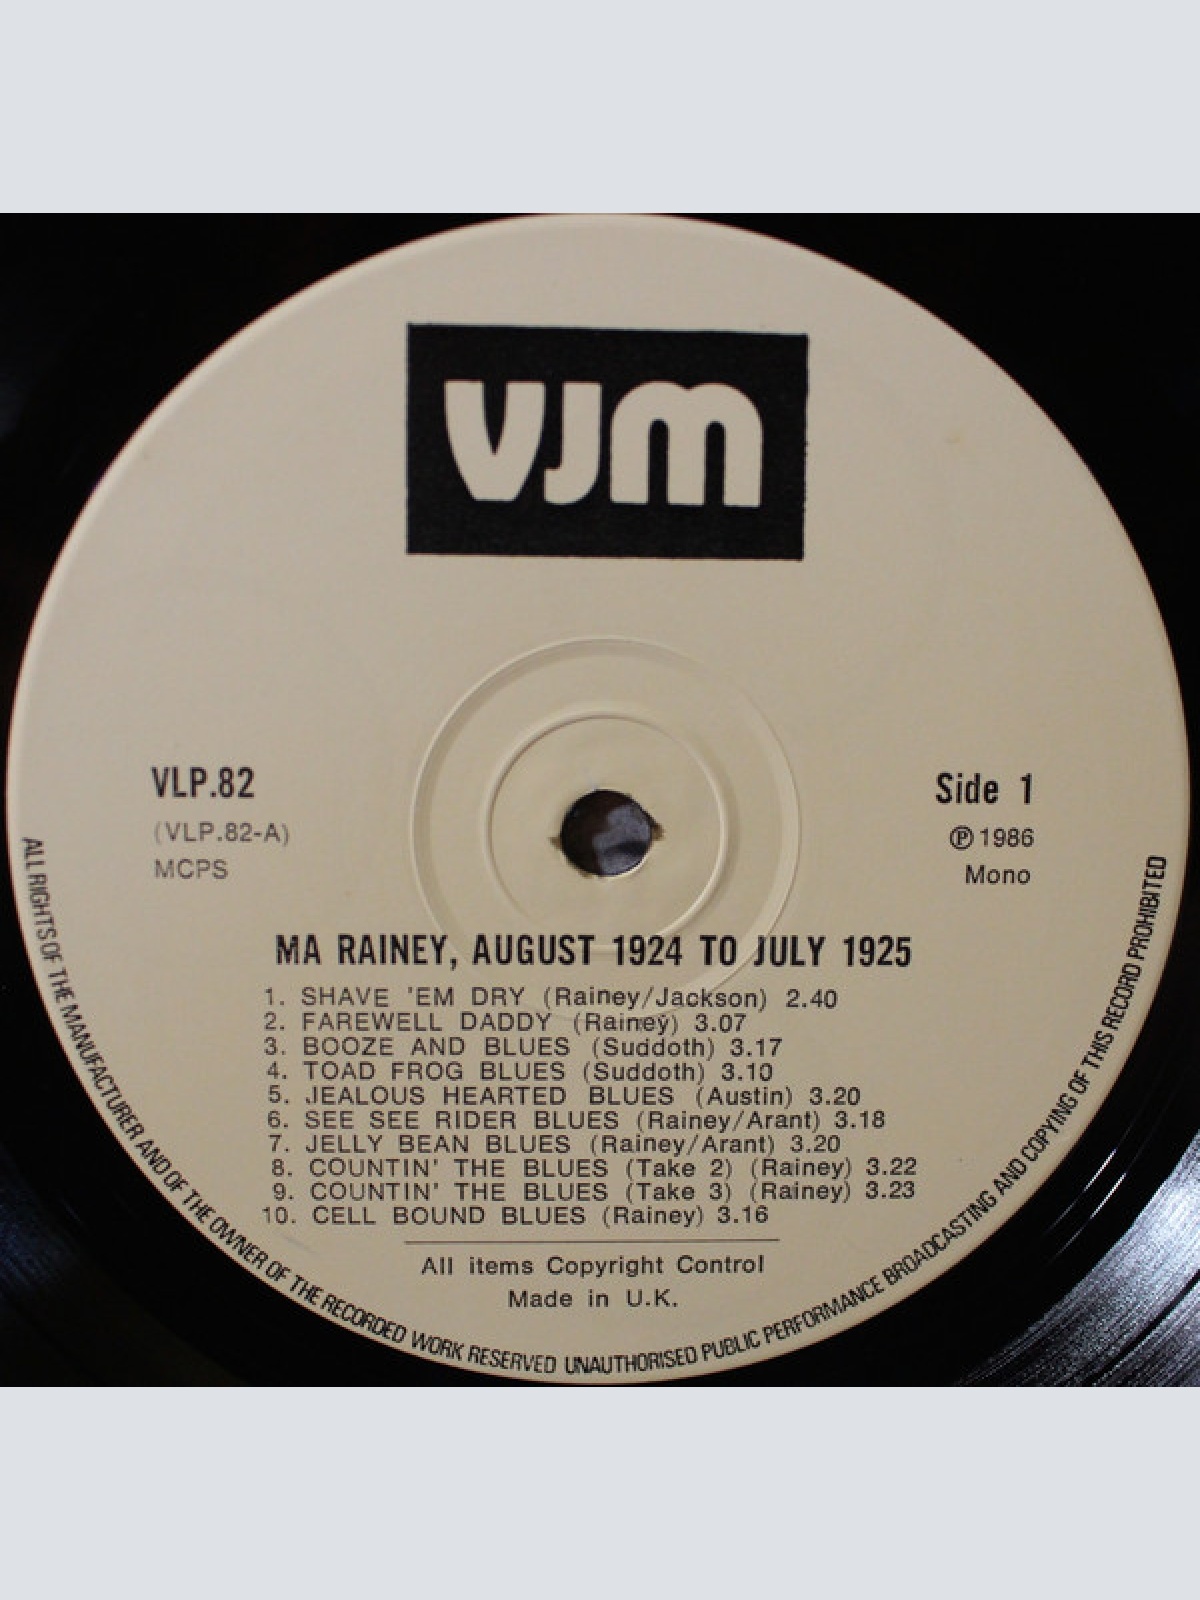 VJM
VLP.82
(VLP.82-A)
MCPS
Side 1
Ⓟ 1986
Mono
MA RAINEY, AUGUST 1924 TO JULY 1925
1. SHAVE 'EM DRY (Rainey/Jackson) 2.40
2. FAREWELL DADDY (Rainey) 3.07
3. BOOZE AND BLUES (Suddoth) 3.17
4. TOAD FROG BLUES (Suddoth) 3.10
5. JEALOUS HEARTED BLUES (Austin) 3.20
6. SEE SEE RIDER BLUES (Rainey/Arant) 3.18
7. JELLY BEAN BLUES (Rainey/Arant) 3.20
8. COUNTIN' THE BLUES (Take 2) (Rainey) 3.22
9. COUNTIN' THE BLUES (Take 3) (Rainey) 3.23
10. CELL BOUND BLUES (Rainey) 3.16
All items Copyright Control
Made in U.K.
ALL RIGHTS OF THE MANUFACTURER AND OF THE OWNER OF THE RECORDED WORK RESERVED UNAUTHORISED PUBLIC PERFORMANCE BROADCASTING AND COPYING OF THIS RECORD PROHIBITED